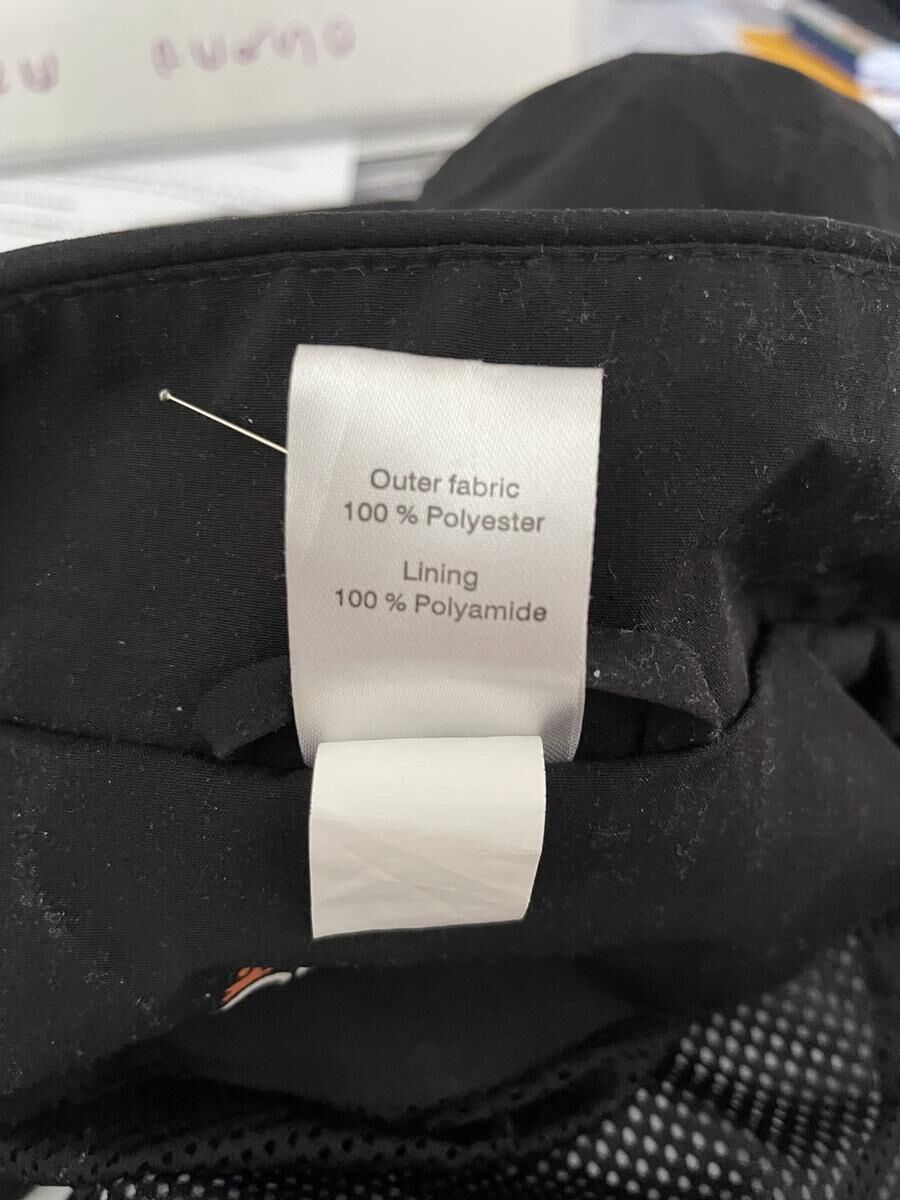 Outer fabric
100 % Polyester
Lining
100 % Polyamide